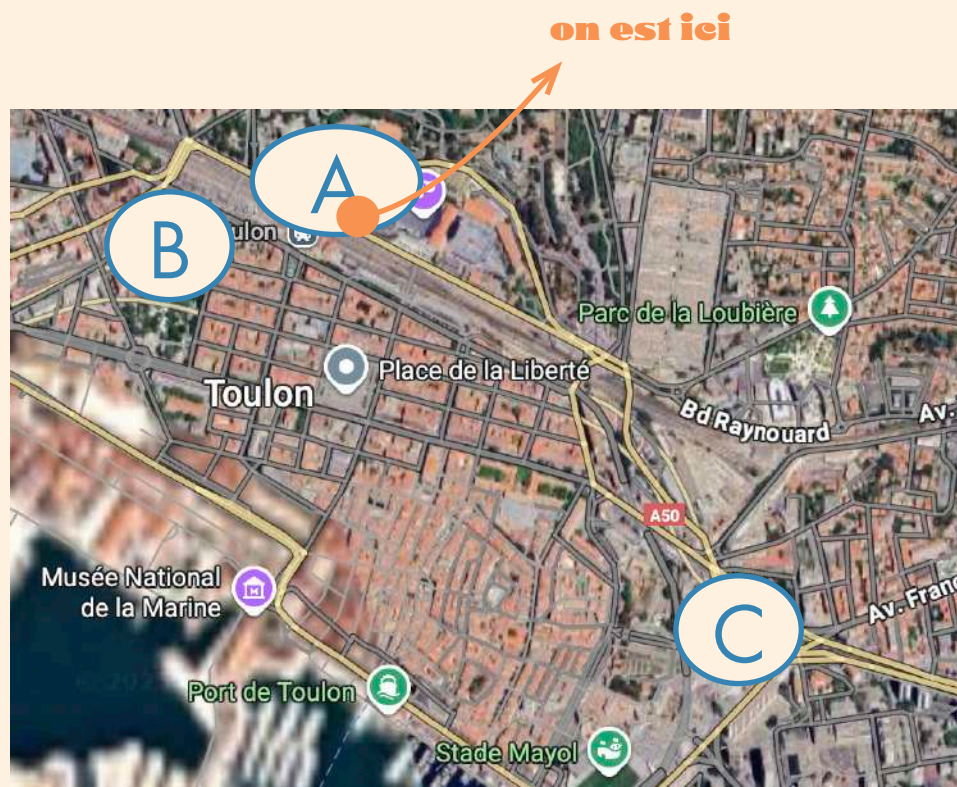 on est ici
A
B
ulon
Parc de la Loubière
Place de la Liberté
Toulon
Bd Raynouard
Av.
A50
Musée National
de la Marine
Av. Franc
C
Port de Toulon
Stade Mayol